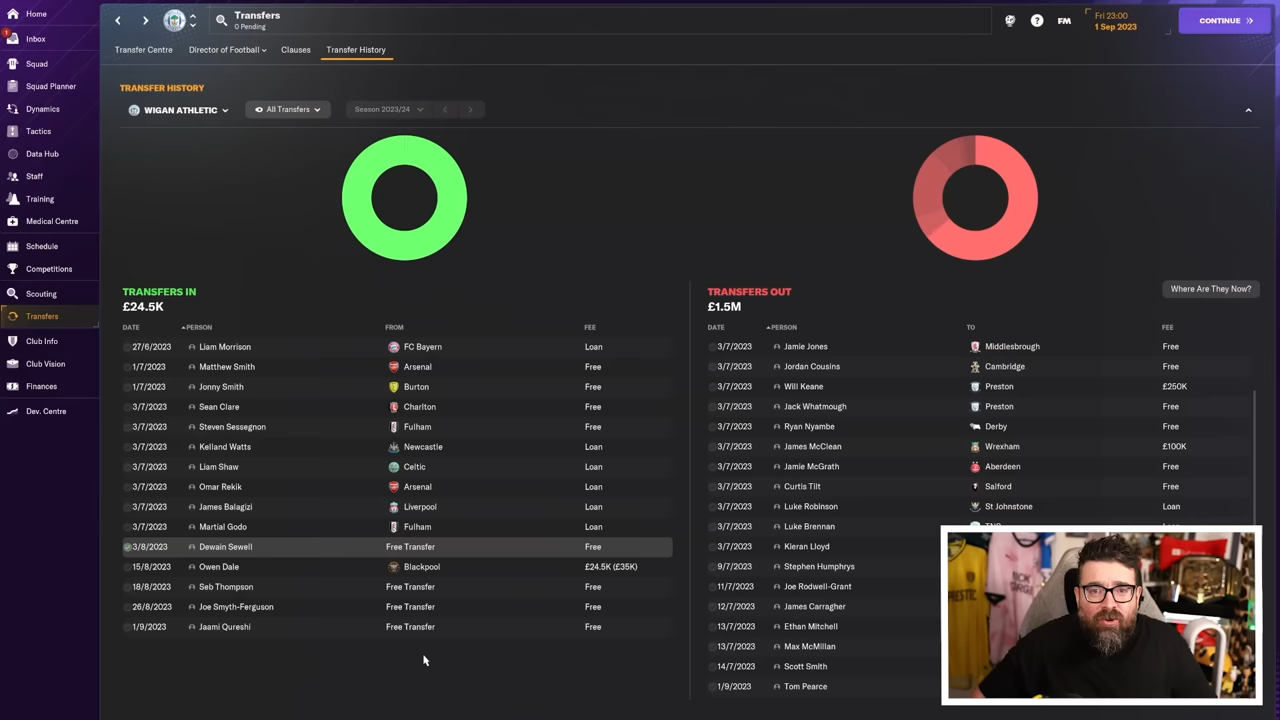 Home
1
Inbox
Squad
Squad Planner
Dynamics
Tactics
Data Hub
Staff
Training
Medical Centre
Schedule
Competitions
Scouting
Transfers
Club Info
Club Vision
Finances
Dev. Centre
Transfers
0 Pending
?
FM
Fri 23:00
1 Sep 2023
CONTINUE
Transfer Centre
Director of Football
Clauses
Transfer History
TRANSFER HISTORY
WIGAN ATHLETIC
All Transfers
Season 2023/24
TRANSFERS IN
£24.5K
DATE PERSON FROM FEE
27/6/2023 Liam Morrison FC Bayern Loan
1/7/2023 Matthew Smith Arsenal Free
1/7/2023 Jonny Smith Burton Free
3/7/2023 Sean Clare Charlton Free
3/7/2023 Steven Sessegnon Fulham Free
3/7/2023 Kelland Watts Newcastle Loan
3/7/2023 Liam Shaw Celtic Loan
3/7/2023 Omar Rekik Arsenal Loan
3/7/2023 James Balagizi Liverpool Loan
3/7/2023 Martial Godo Fulham Loan
3/8/2023 Dewain Sewell Free Transfer Free
15/8/2023 Owen Dale Blackpool £24.5K (£35K)
18/8/2023 Seb Thompson Free Transfer Free
26/8/2023 Joe Smyth-Ferguson Free Transfer Free
1/9/2023 Jaami Qureshi Free Transfer Free
TRANSFERS OUT
£1.5M
Where Are They Now?
DATE PERSON TO FEE
3/7/2023 Jamie Jones Middlesbrough Free
3/7/2023 Jordan Cousins Cambridge Free
3/7/2023 Will Keane Preston £250K
3/7/2023 Jack Whatmough Preston Free
3/7/2023 Ryan Nyambe Derby Free
3/7/2023 James McClean Wrexham £100K
3/7/2023 Jamie McGrath Aberdeen Free
3/7/2023 Curtis Tilt Salford Free
3/7/2023 Luke Robinson St Johnstone Loan
3/7/2023 Luke Brennan
3/7/2023 Kieran Lloyd
9/7/2023 Stephen Humphrys
11/7/2023 Joe Rodwell-Grant
12/7/2023 James Carragher
13/7/2023 Ethan Mitchell
13/7/2023 Max McMillan
14/7/2023 Scott Smith
1/9/2023 Tom Pearce